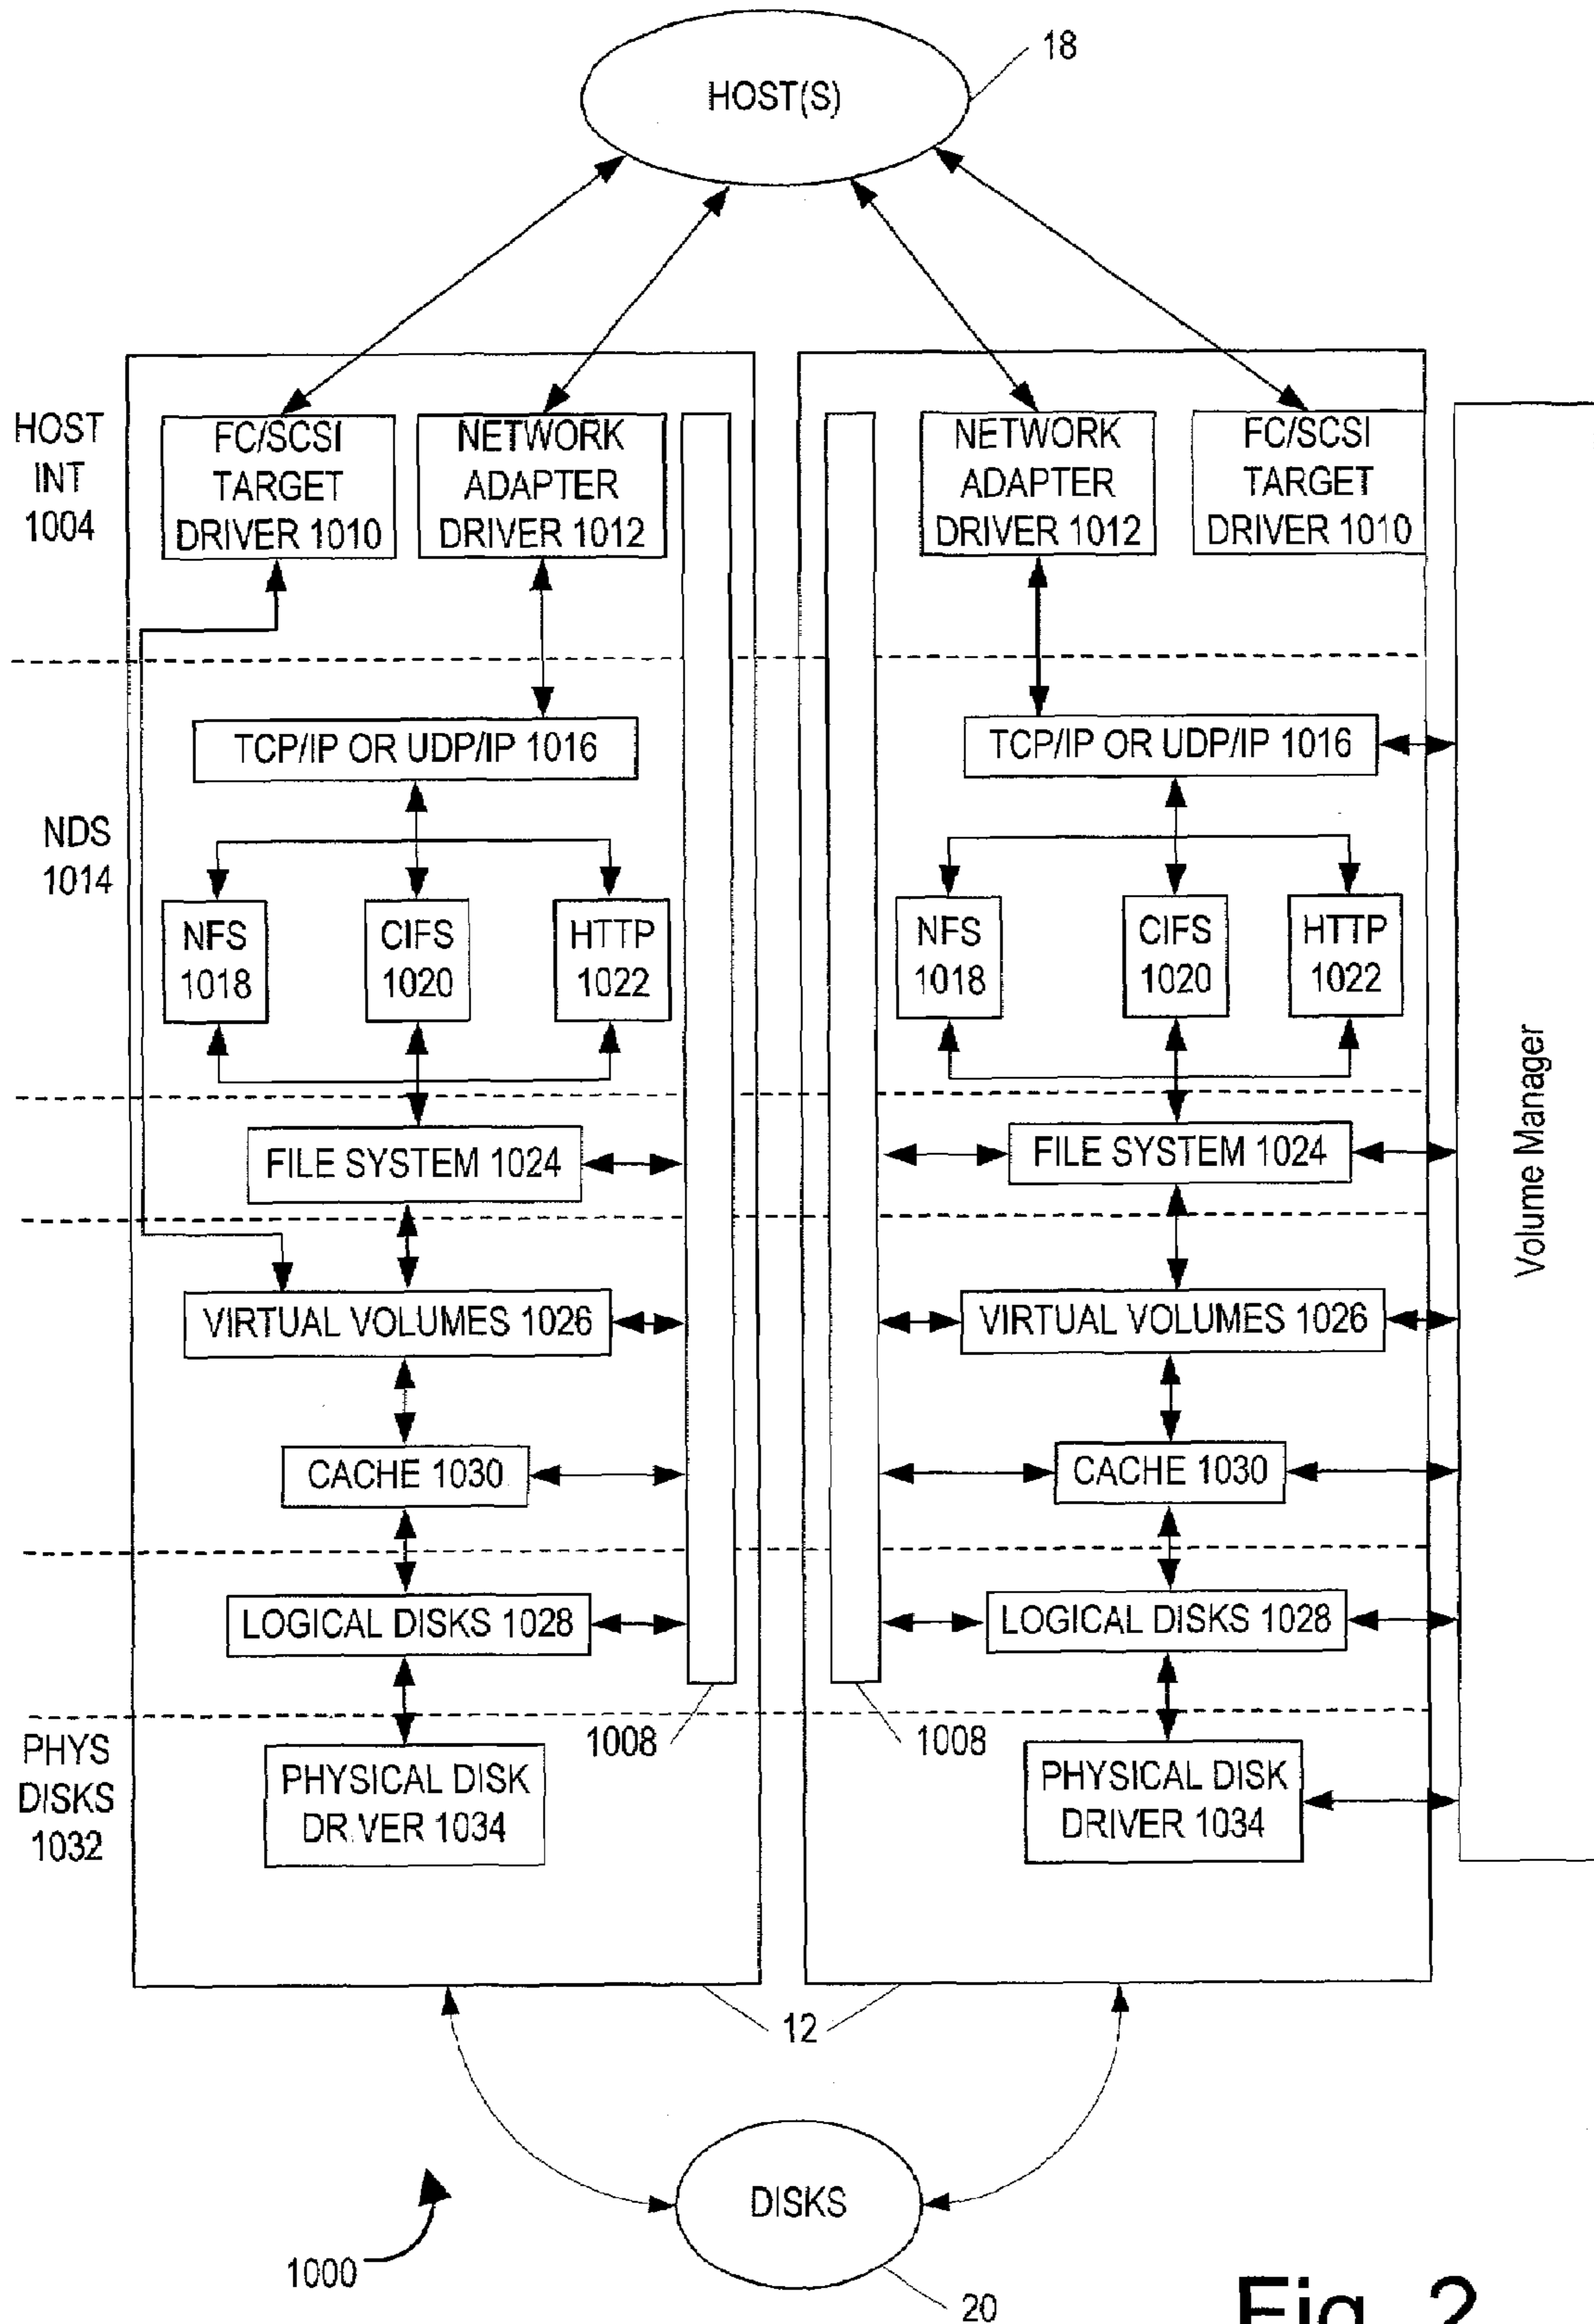 18
HOST(S)
HOST
INT
1004
FC/SCSI
TARGET
DRIVER 1010
NETWORK
ADAPTER
DRIVER 1012
NETWORK
ADAPTER
DRIVER 1012
FC/SCSI
TARGET
DRIVER 1010
TCP/IP OR UDP/IP 1016
TCP/IP OR UDP/IP 1016
NDS
1014
NFS
1018
CIFS
1020
HTTP
1022
NFS
1018
CIFS
1020
HTTP
1022
Volume Manager
FILE SYSTEM 1024
FILE SYSTEM 1024
VIRTUAL VOLUMES 1026
VIRTUAL VOLUMES 1026
CACHE 1030
CACHE 1030
LOGICAL DISKS 1028
LOGICAL DISKS 1028
1008
1008
PHYS
DISKS
1032
PHYSICAL DISK
DR.VER 1034
PHYSICAL DISK
DRIVER 1034
12
DISKS
1000
20
Fig. 2